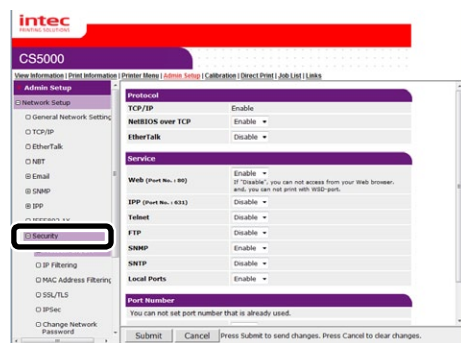 intec
PRINTING SOLUTIONS
CS5000
View Information | Print Information | Printer Menu | Admin Setup | Calibration | Direct Print | Job List | Links
Admin Setup
Network Setup
General Network Setting
TCP/IP
EtherTalk
NBT
Email
SNMP
IPP
Security
IP Filtering
MAC Address Filtering
SSL/TLS
IPSec
Change Network
Password
Protocol
TCP/IP Enable
NetBIOS over TCP Enable
EtherTalk Disable
Service
Web (Port No. : 80) Enable
If "Disable", you can not access from your Web browser.
and, you can not print with WSD-port.
IPP (Port No. : 631) Disable
Telnet Disable
FTP Disable
SNMP Enable
SNTP Disable
Local Ports Enable
Port Number
You can not set port number that is already used.
Submit Cancel Press Submit to send changes. Press Cancel to clear changes.